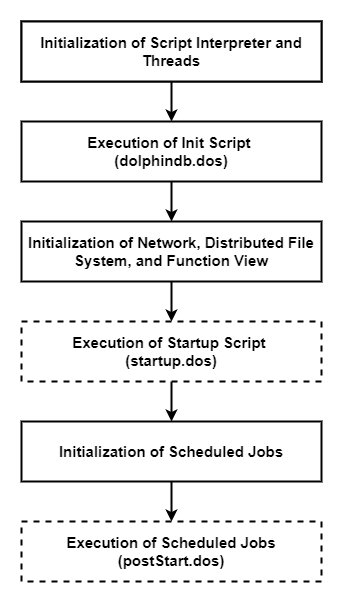 Initialization of Script Interpreter and
Threads
Execution of Init Script
(dolphindb.dos)
Initialization of Network, Distributed File
System, and Function View
Execution of Startup Script
(startup.dos)
Initialization of Scheduled Jobs
Execution of Scheduled Jobs
(postStart.dos)